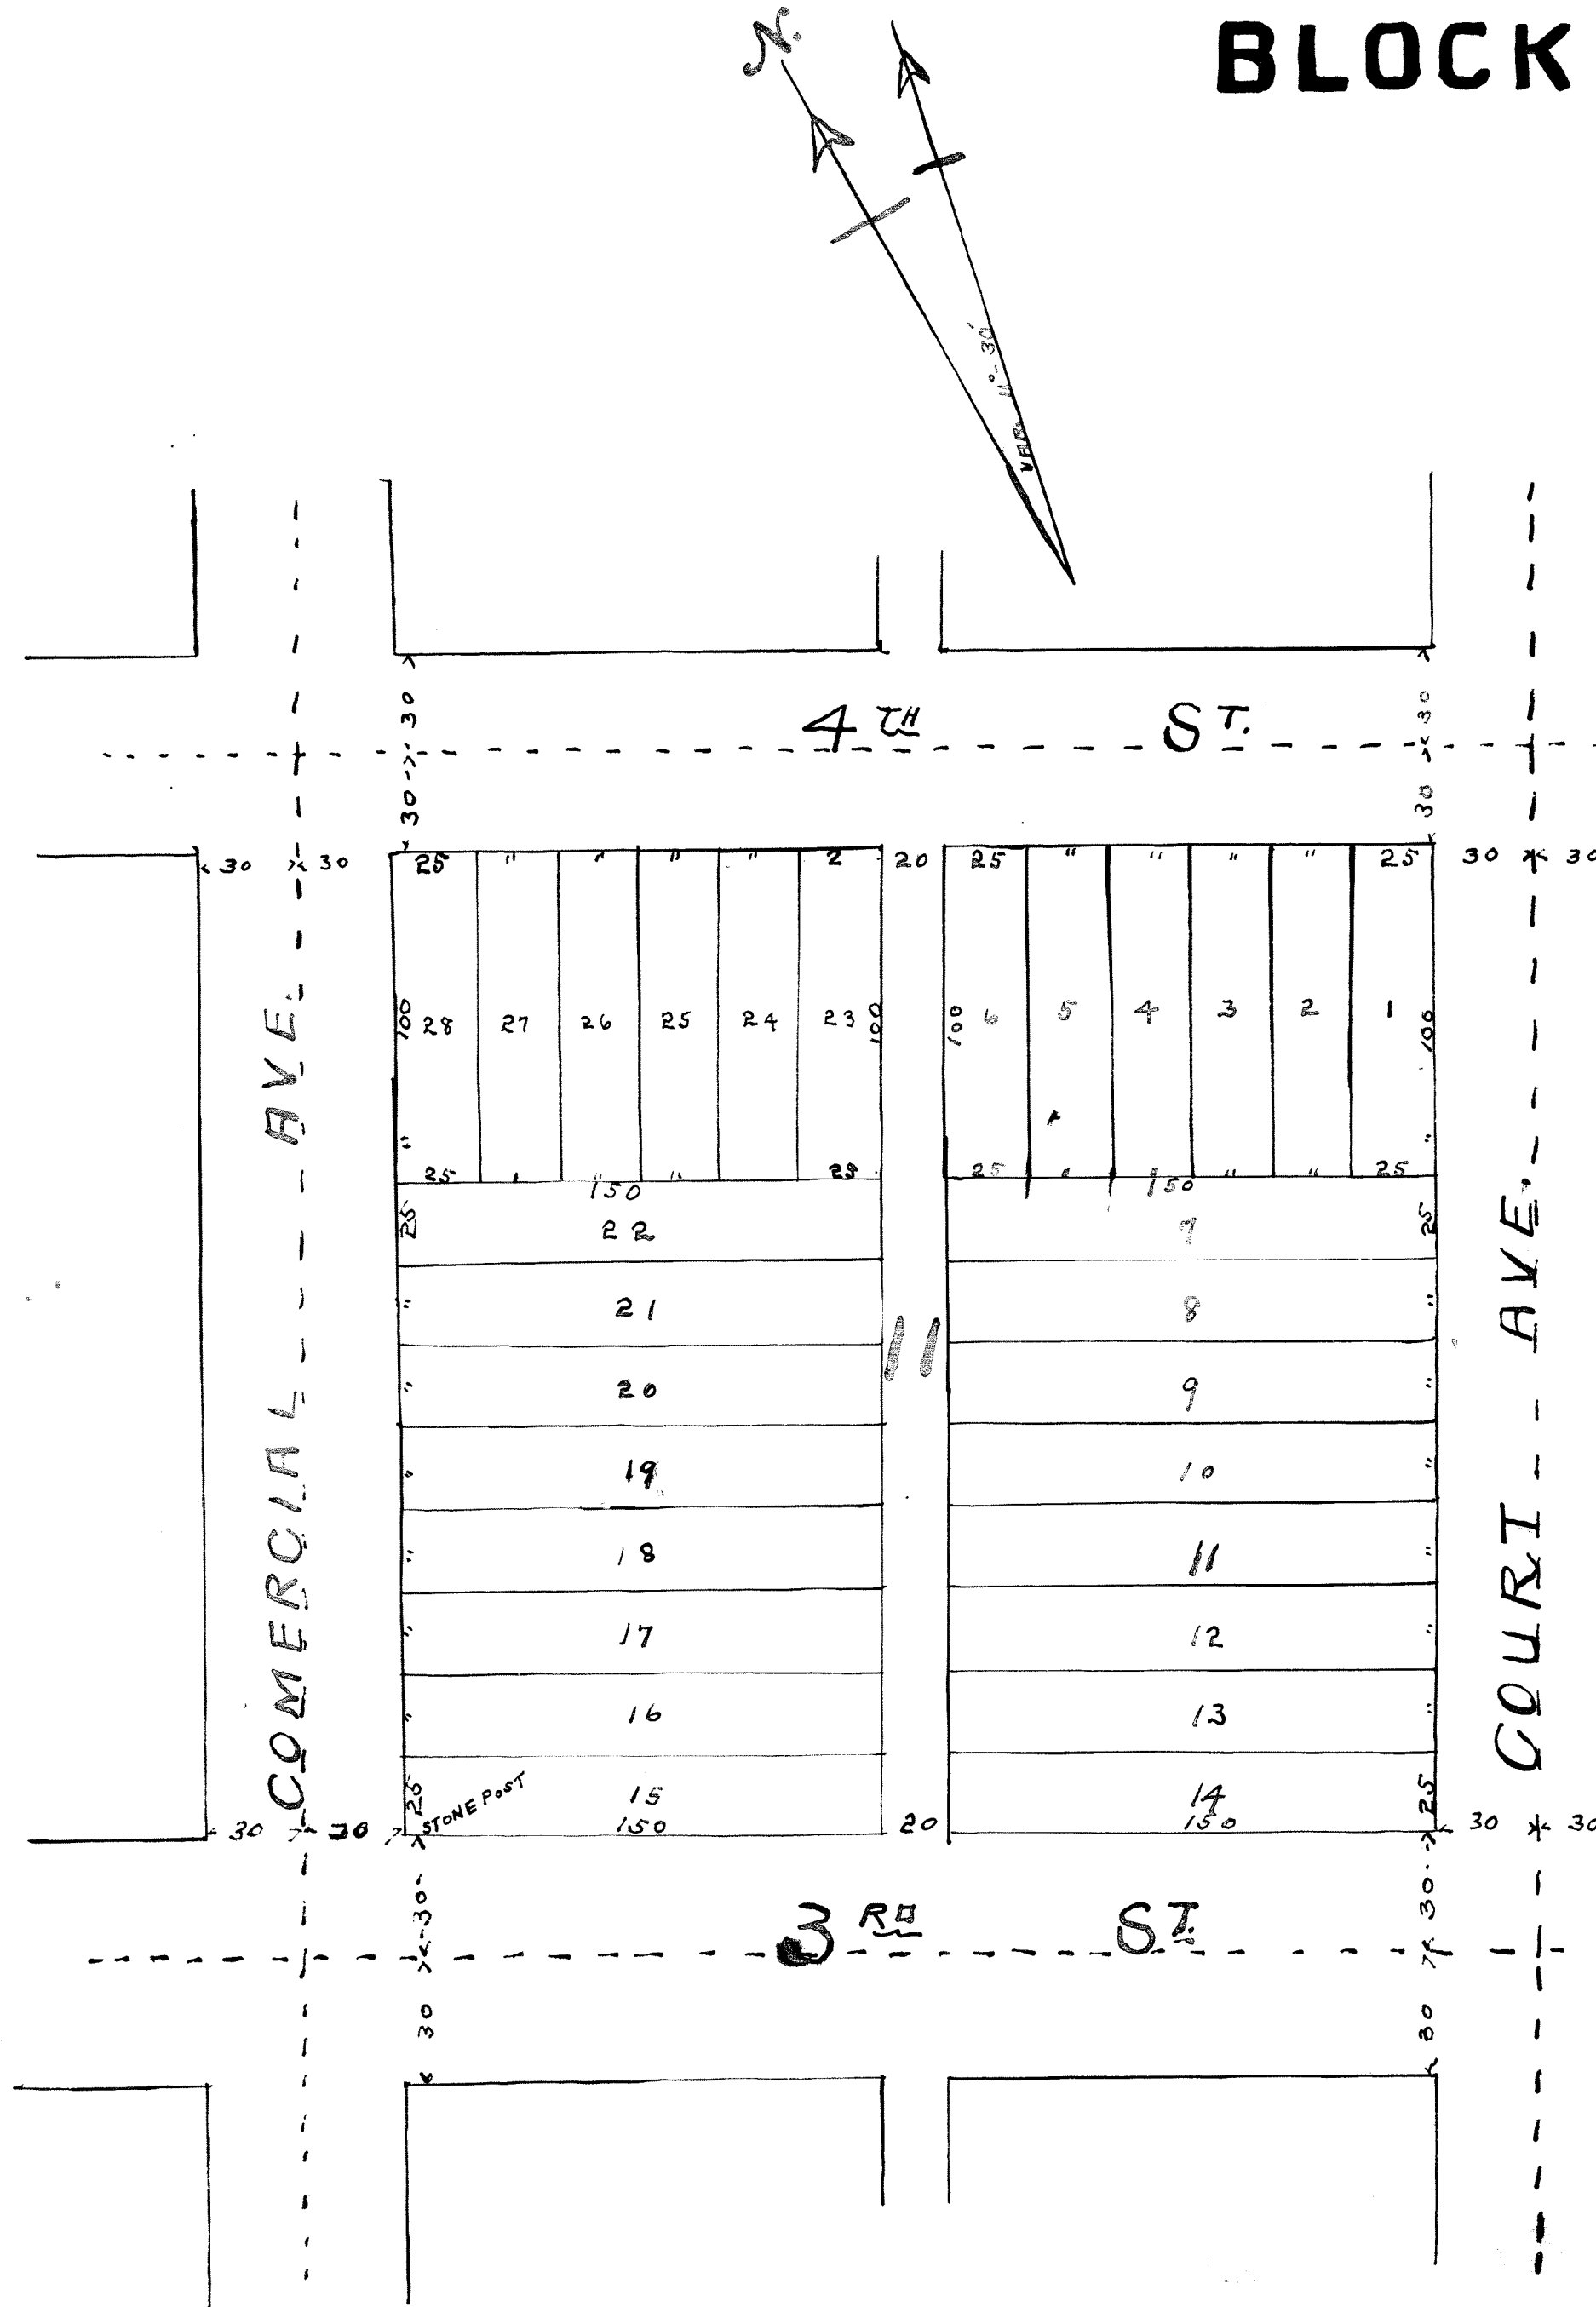 BLOCK
N.
VAR. 11°-30'
30 30
4TH ST.
30 30
30 30
25 " " " " 2 20 25 " " " " 25
30 30
100 28 27 26 25 24 23 100
100 6 5 4 3 2 1 100
" "
25 " " " 25
25 " " " " 25
150 150
25 22 7 25
" 21 8 "
11
" 20 9 "
" 19 10 "
" 18 11 "
" 17 12 "
" 16 13 "
25 STONE POST 15 14 25
30 30 150 20 150 30 30
30 30
3RD ST.
30 30
COMERCIAL AVE.
COURT AVE.